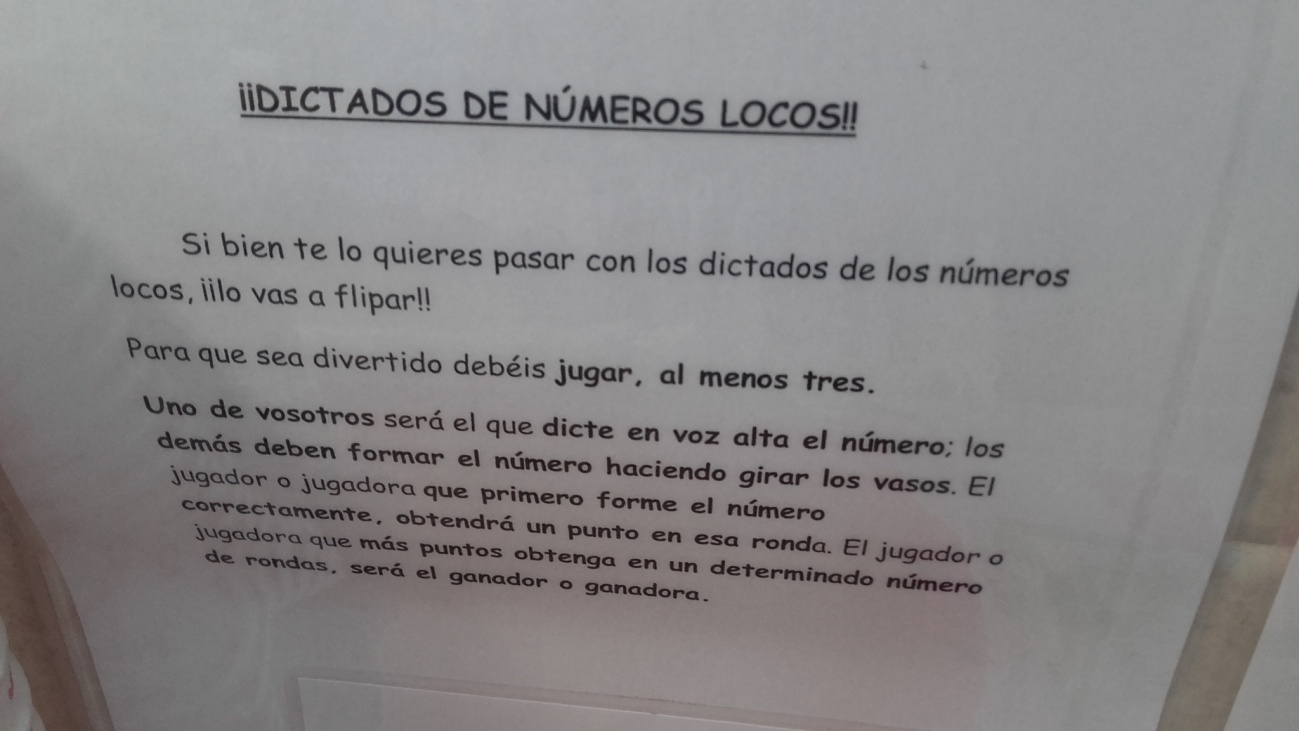 ¡¡DICTADOS DE NÚMEROS LOCOS!!
Si bien te lo quieres pasar con los dictados de los números
locos, ¡¡lo vas a flipar!!
Para que sea divertido debéis jugar, al menos tres.
Uno de vosotros será el que dicte en voz alta el número; los
demás deben formar el número haciendo girar los vasos. El
jugador o jugadora que primero forme el número
correctamente, obtendrá un punto en esa ronda. El jugador o
jugadora que más puntos obtenga en un determinado número
de rondas, será el ganador o ganadora.